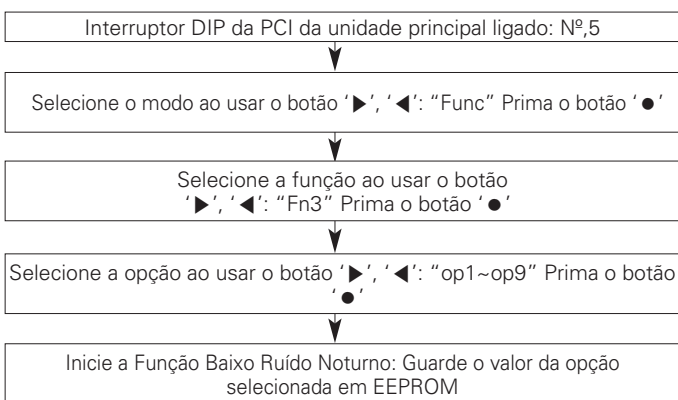 Interruptor DIP da PCI da unidade principal ligado: Nº,5
Selecione o modo ao usar o botão ‘▶’, ‘◀’: “Func” Prima o botão ‘●’
Selecione a função ao usar o botão
‘▶’, ‘◀’: “Fn3” Prima o botão ‘●’
Selecione a opção ao usar o botão ‘▶’, ‘◀’: “op1~op9” Prima o botão
‘●’
Inicie a Função Baixo Ruído Noturno: Guarde o valor da opção
selecionada em EEPROM